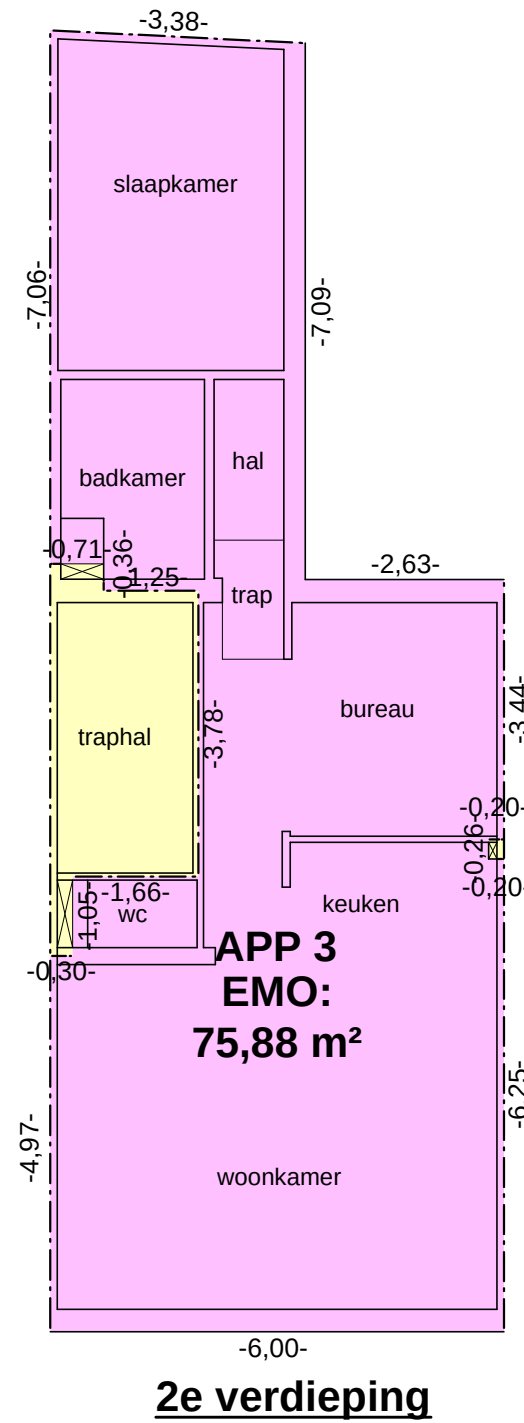 -3,38-
slaapkamer
-7,06-
-7,09-
hal
badkamer
-0,71-
-0,36-
-1,25-
-2,63-
trap
bureau
-3,44-
traphal
-3,78-
-0,20-
-0,26-
-0,20-
-1,66-
-1,05-
wc
keuken
APP 3
EMO:
75,88 m²
-0,30-
-6,25-
-4,97-
woonkamer
-6,00-
2e verdieping